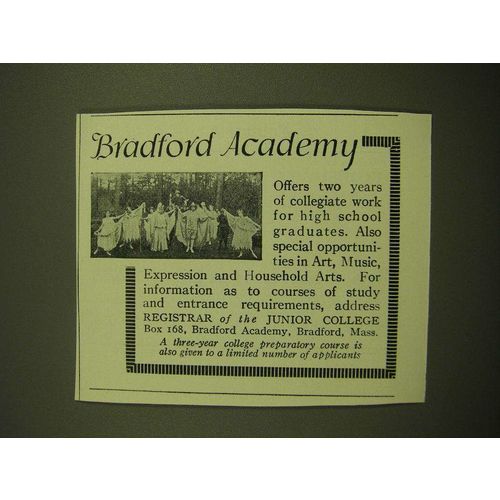 Bradford Academy
Offers two years
of collegiate work
for high school
graduates. Also
special opportuni-
ties in Art, Music,
Expression and Household Arts. For
information as to courses of study
and entrance requirements, address
REGISTRAR of the JUNIOR COLLEGE
Box 168, Bradford Academy, Bradford, Mass.
A three-year college preparatory course is
also given to a limited number of applicants